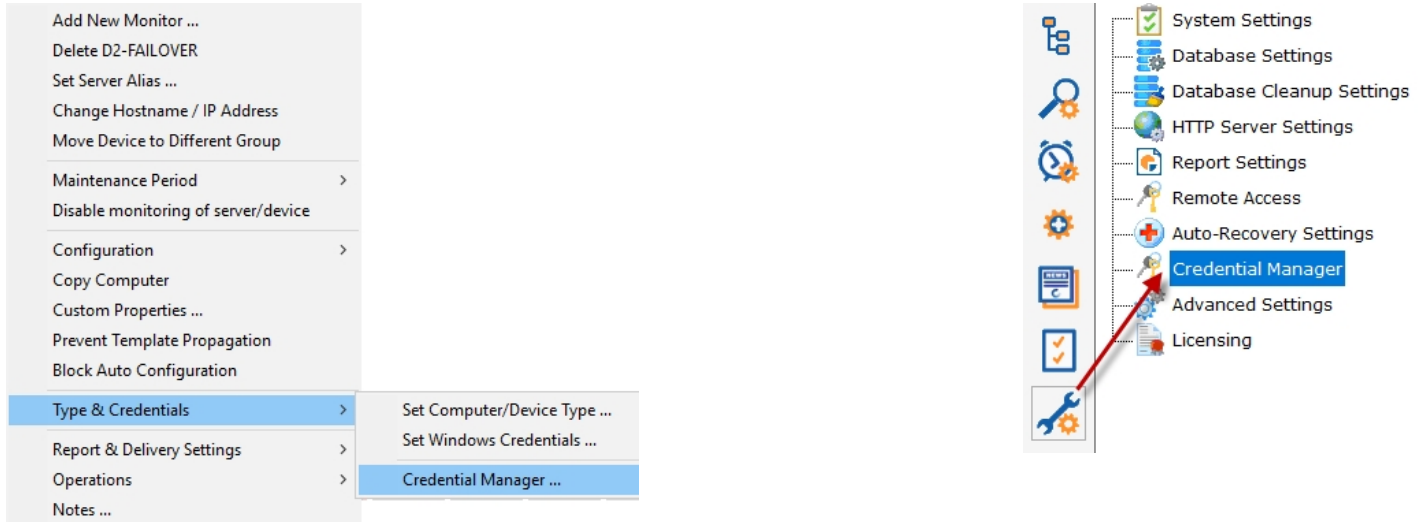 Add New Monitor ...
Delete D2-FAILOVER
Set Server Alias ...
Change Hostname / IP Address
Move Device to Different Group
Maintenance Period
Disable monitoring of server/device
Configuration
Copy Computer
Custom Properties ...
Prevent Template Propagation
Block Auto Configuration
Type & Credentials
Report & Delivery Settings
Operations
Notes ...
Set Computer/Device Type ...
Set Windows Credentials ...
Credential Manager ...
NEWS
System Settings
Database Settings
Database Cleanup Settings
HTTP Server Settings
Report Settings
Remote Access
Auto-Recovery Settings
Credential Manager
Advanced Settings
Licensing